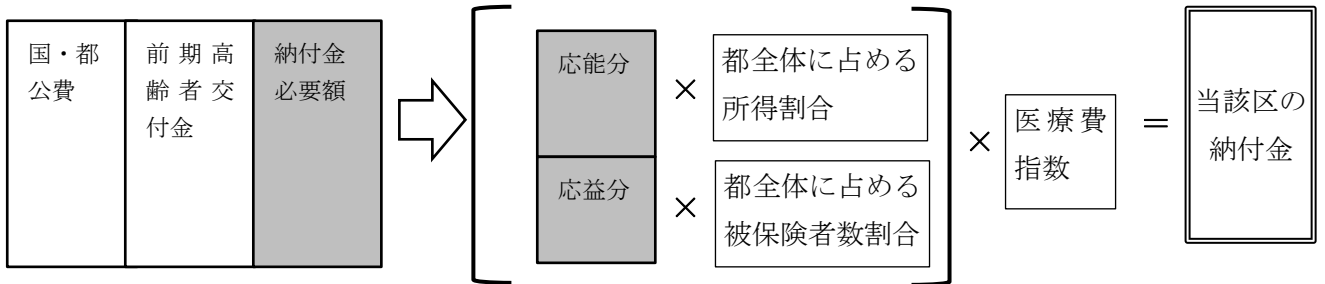 国・都
公費
前期高
齢者交
付金
納付金
必要額
応能分
×
都全体に占める
所得割合
応益分
×
都全体に占める
被保険者数割合
×
医療費
指数
＝
当該区の
納付金